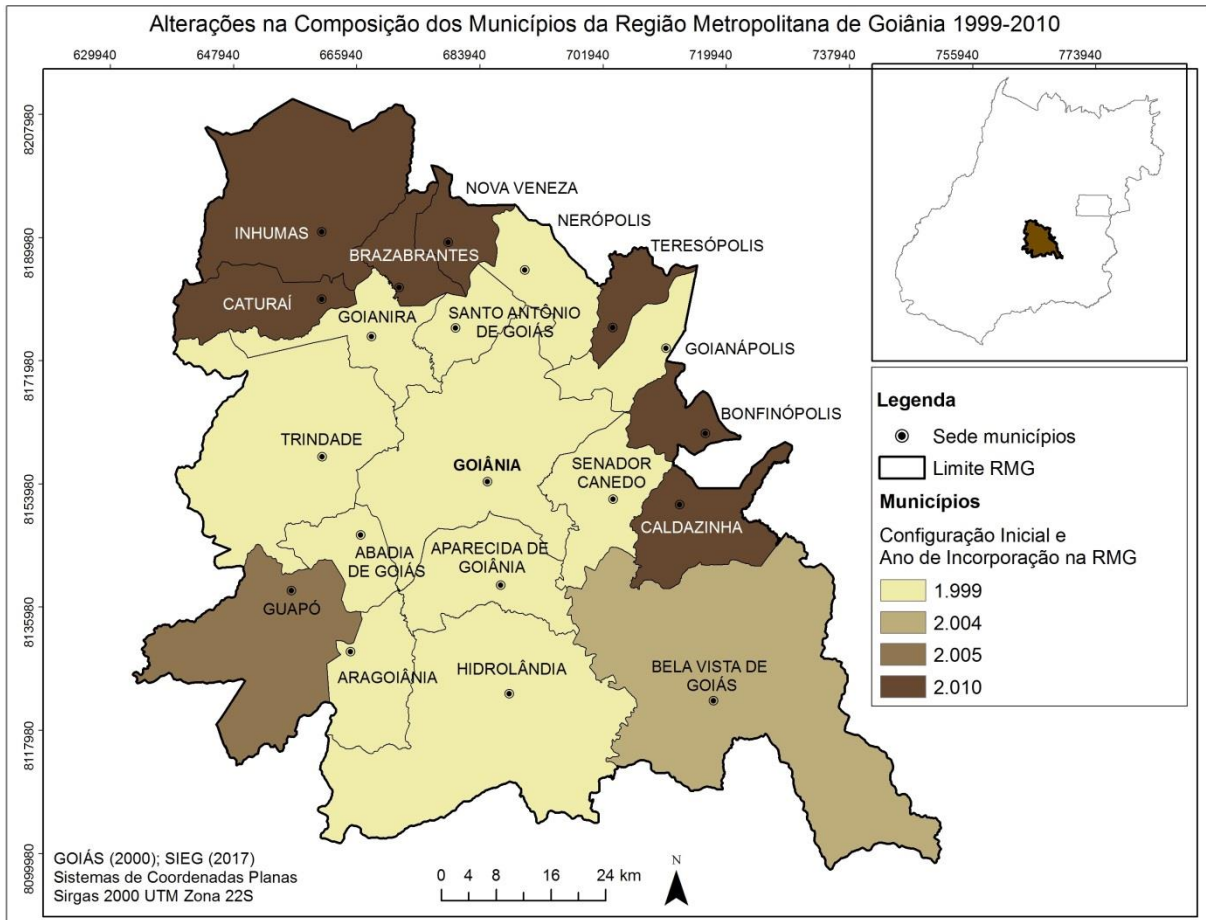 Alterações na Composição dos Municípios da Região Metropolitana de Goiânia 1999-2010
629940 647940 665940 683940 701940 719940 737940 755940 773940
8207980
8189980
8171980
8153980
8135980
8117980
8099980
NOVA VENEZA
NERÓPOLIS
TERESÓPOLIS
INHUMAS
BRAZABRANTES
CATURAÍ
GOIANIRA
SANTO ANTÔNIO
DE GOIÁS
GOIANÁPOLIS
BONFINÓPOLIS
TRINDADE
GOIÂNIA
SENADOR
CANEDO
CALDAZINHA
ABADIA
DE GOIÁS
APARECIDA DE
GOIÂNIA
GUAPÓ
ARAGOIÂNIA
HIDROLÂNDIA
BELA VISTA DE
GOIÁS
Legenda
Sede municípios
Limite RMG
Municípios
Configuração Inicial e
Ano de Incorporação na RMG
1.999
2.004
2.005
2.010
GOIÁS (2000); SIEG (2017)
Sistemas de Coordenadas Planas
Sirgas 2000 UTM Zona 22S
0 4 8 16 24 km
N